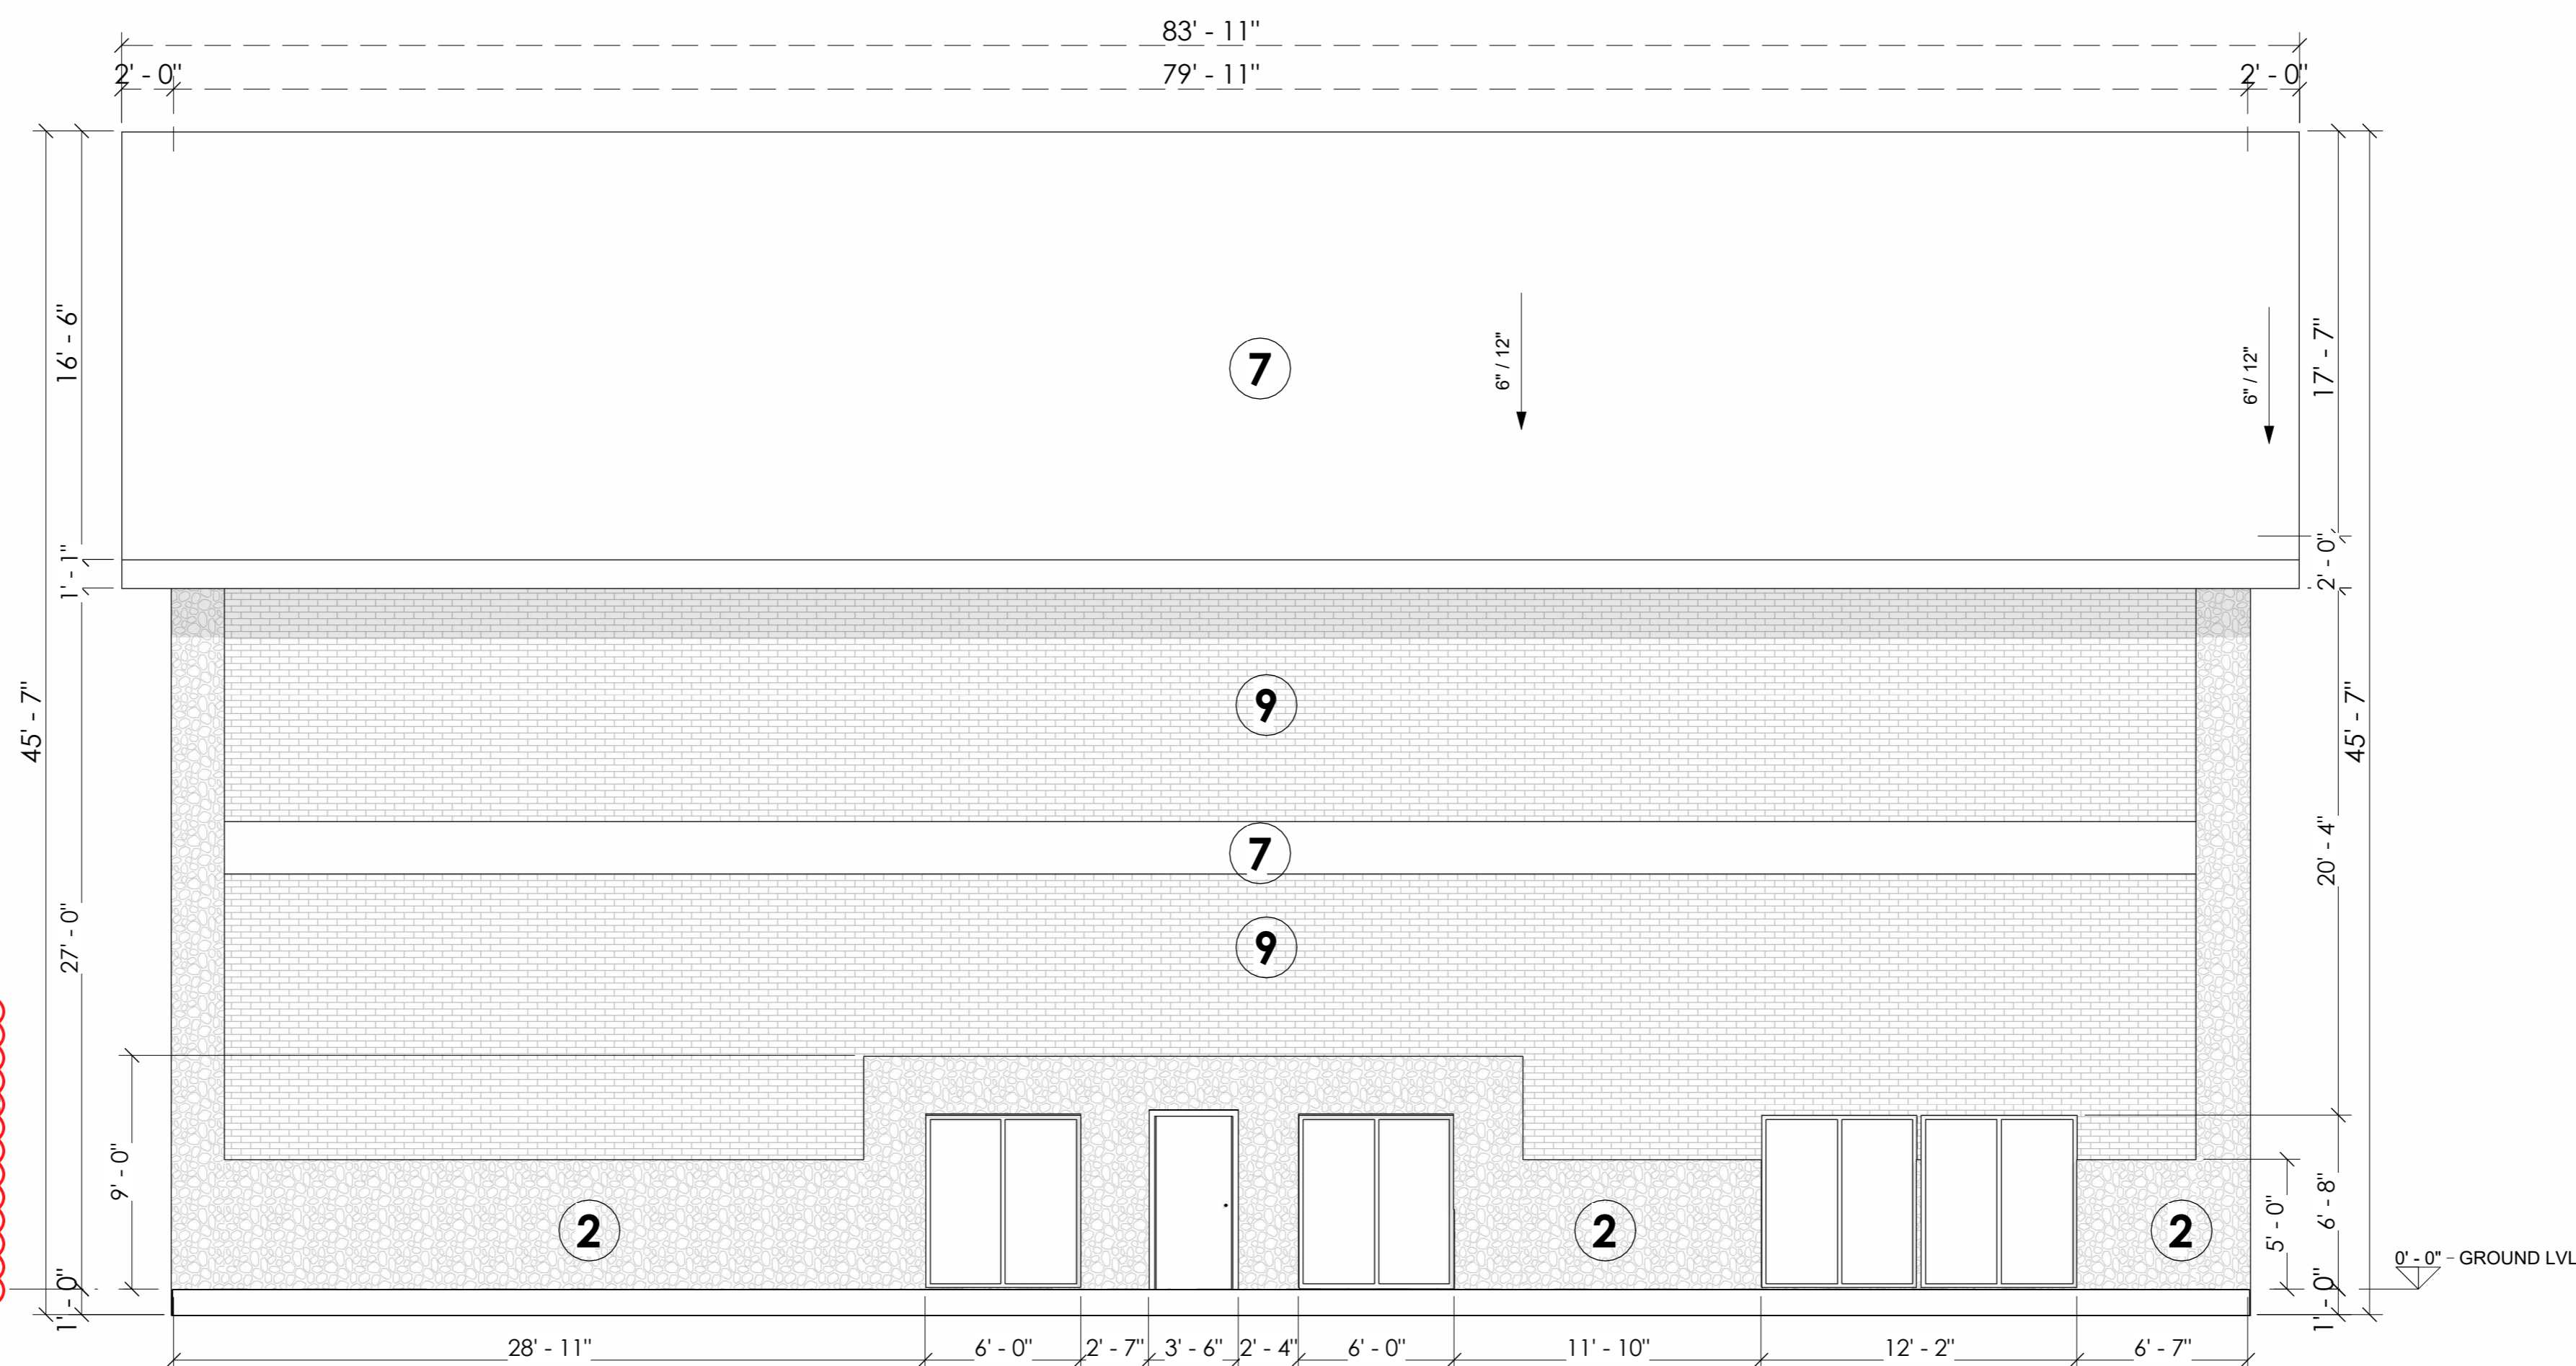 83' - 11"
2' - 0"
79' - 11"
2' - 0"
16' - 6"
7
6" / 12"
6" / 12"
17' - 7"
1' - 1"
2' - 0"
45' - 7"
9
45' - 7"
7
20' - 4"
27' - 0"
9
9' - 0"
2
2
2
5' - 0"
6' - 8"
0' - 0" - GROUND LVL
1' - 0"
1' - 0"
28' - 11"
6' - 0"
2' - 7"
3' - 6"
2' - 4"
6' - 0"
11' - 10"
12' - 2"
6' - 7"